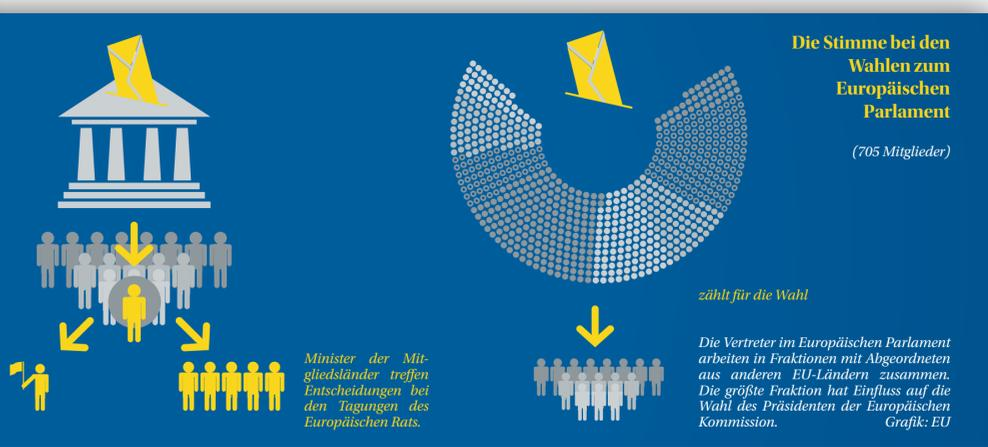 Die Stimme bei den
Wahlen zum
Europäischen
Parlament
(705 Mitglieder)
zählt für die Wahl
Minister der Mit-
gliedsländer treffen
Entscheidungen bei
den Tagungen des
Europäischen Rats.
Die Vertreter im Europäischen Parlament
arbeiten in Fraktionen mit Abgeordneten
aus anderen EU-Ländern zusammen.
Die größte Fraktion hat Einfluss auf die
Wahl des Präsidenten der Europäischen
Kommission. Grafik: EU